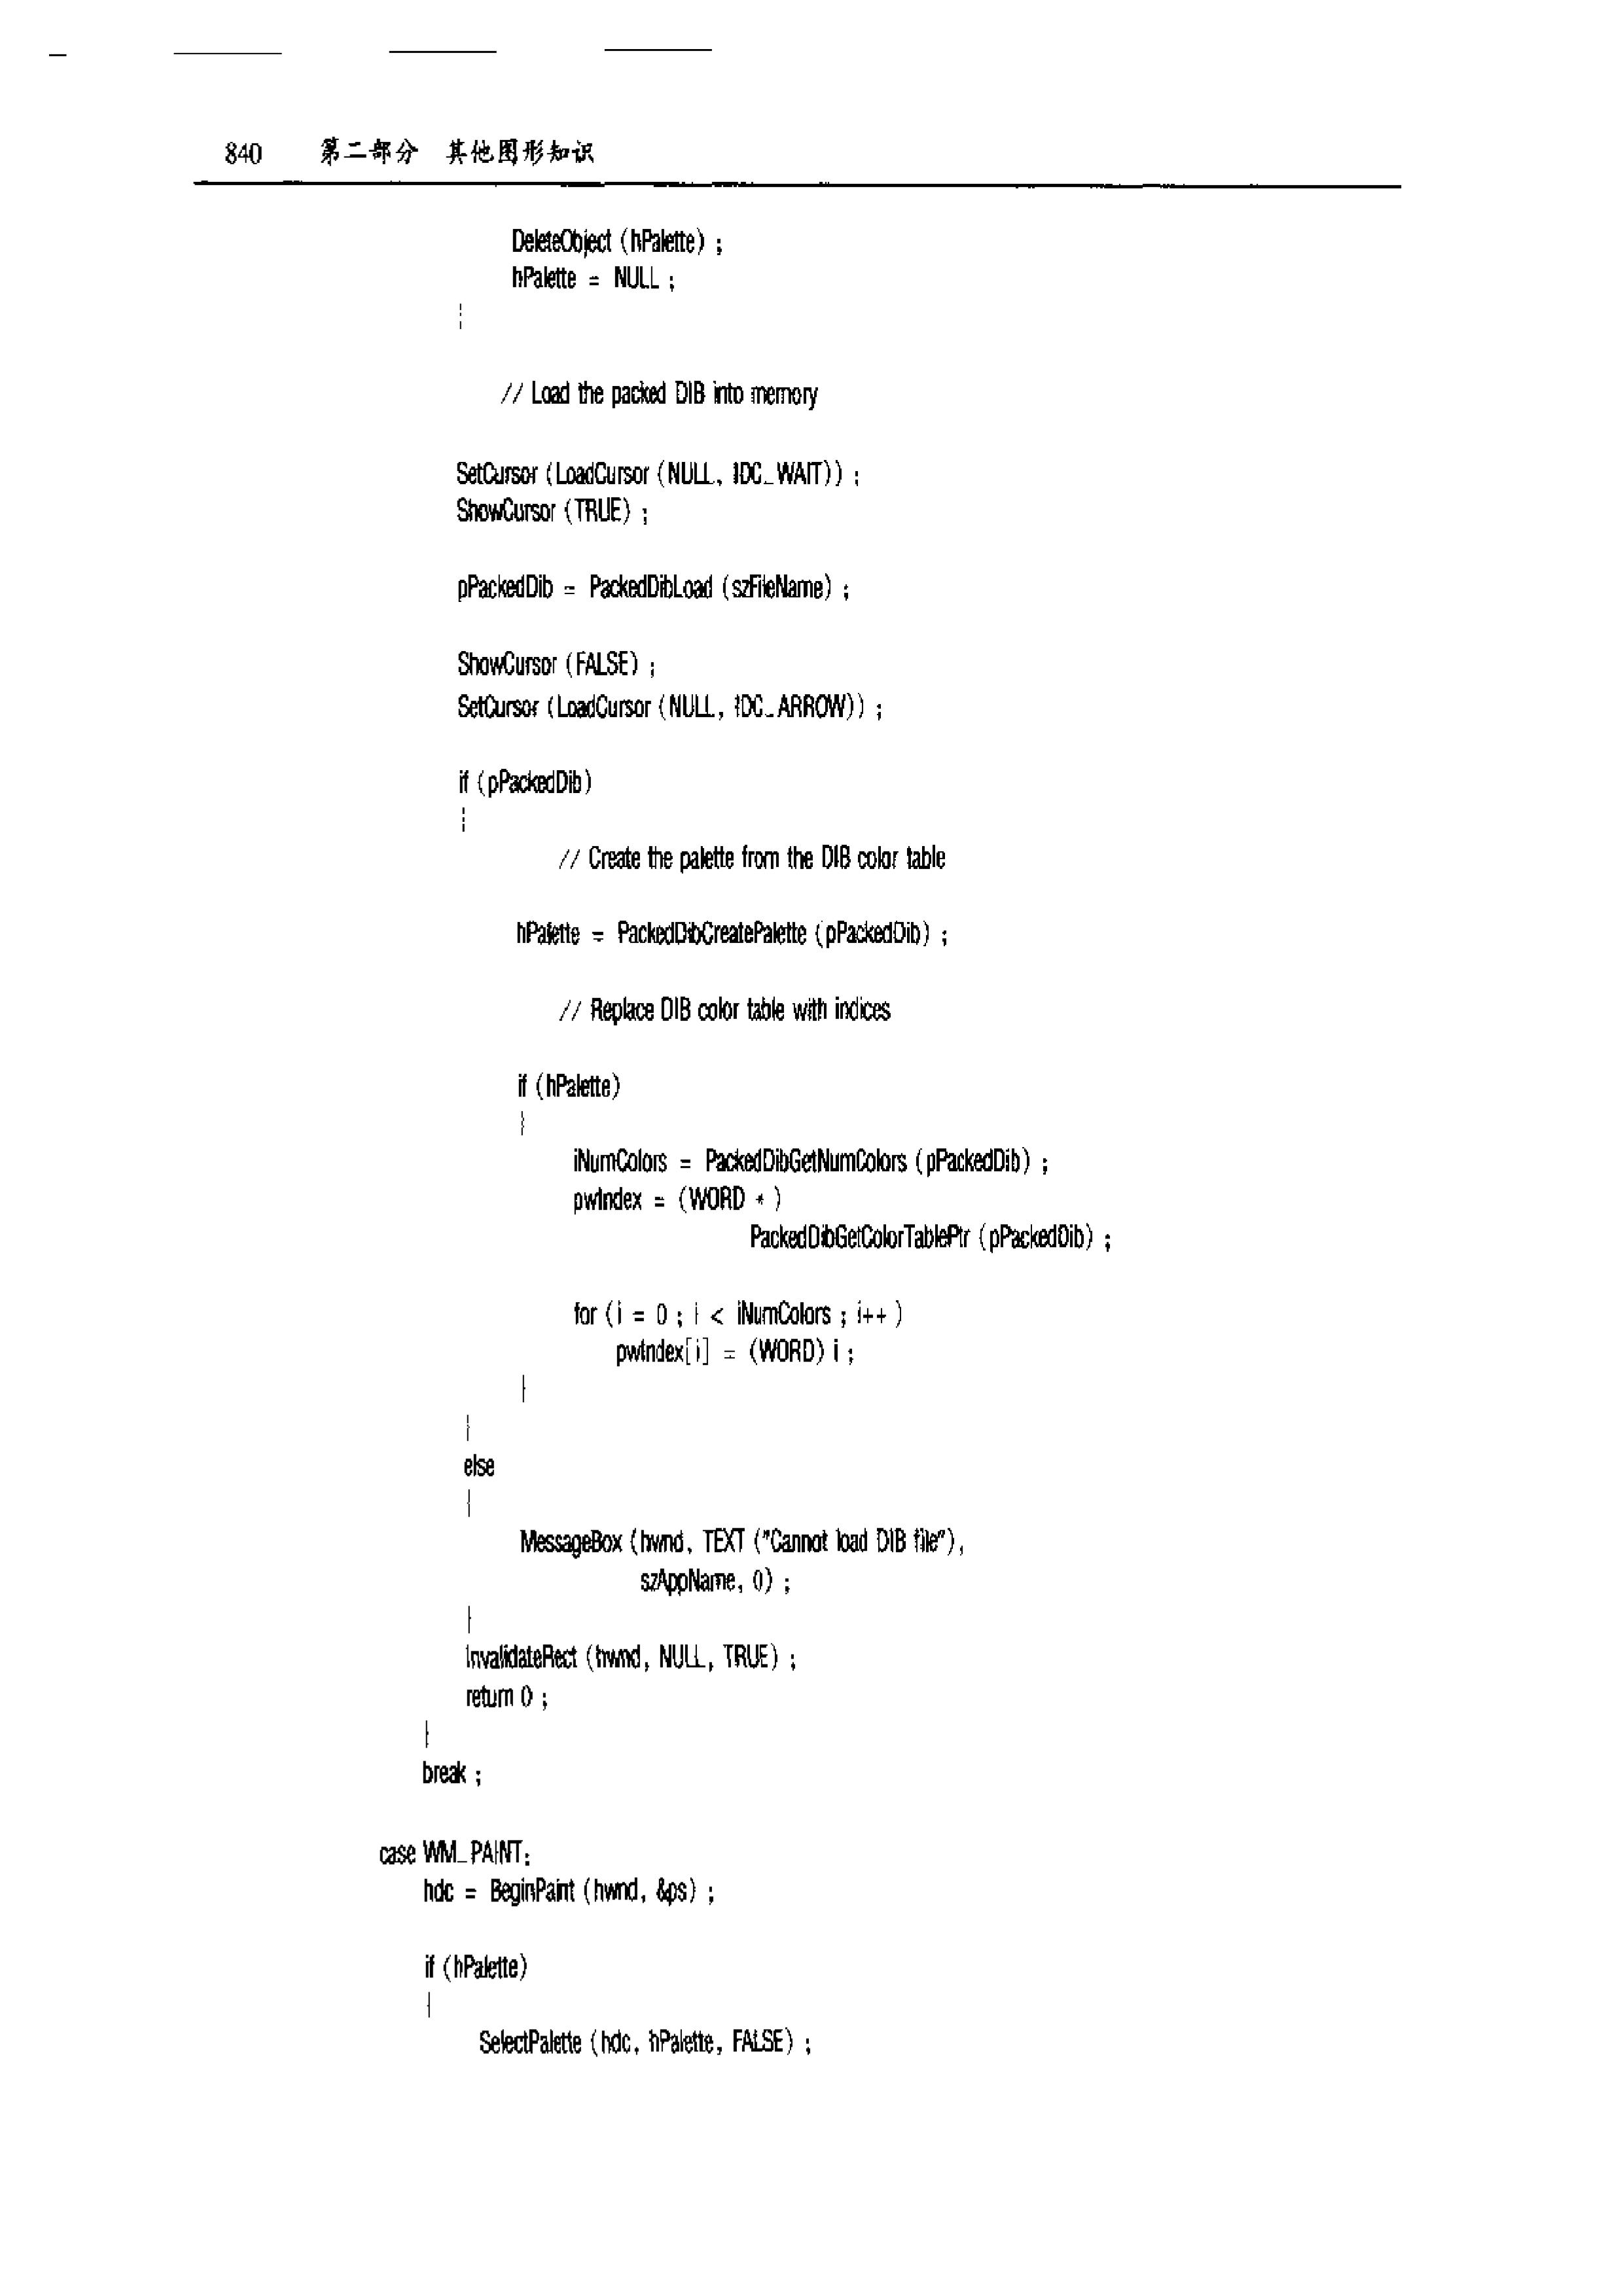 840 第二部分 其他图形知识
DeleteObject (hPalette) ;
hPalette = NULL ;
}
// Load the packed DIB into memory
SetCursor (LoadCursor (NULL, IDC_WAIT)) ;
ShowCursor (TRUE) ;
pPackedDib = PackedDibLoad (szFileName) ;
ShowCursor (FALSE) ;
SetCursor (LoadCursor (NULL, IDC_ARROW)) ;
if (pPackedDib)
{
// Create the palette from the DIB color table
hPalette = PackedDibCreatePalette (pPackedDib) ;
// Replace DIB color table with indices
if (hPalette)
{
iNumColors = PackedDibGetNumColors (pPackedDib) ;
pwIndex = (WORD * )
PackedDibGetColorTablePtr (pPackedDib) ;
for (i = 0 ; i < iNumColors ; i++ )
pwIndex[i] = (WORD) i ;
}
}
else
{
MessageBox (hwnd, TEXT ("Cannot load DIB file"),
szAppName, 0) ;
}
InvalidateRect (hwnd, NULL, TRUE) ;
return 0 ;
}
break ;
case WM_PAINT:
hdc = BeginPaint (hwnd, &ps) ;
if (hPalette)
{
SelectPalette (hdc, hPalette, FALSE) ;